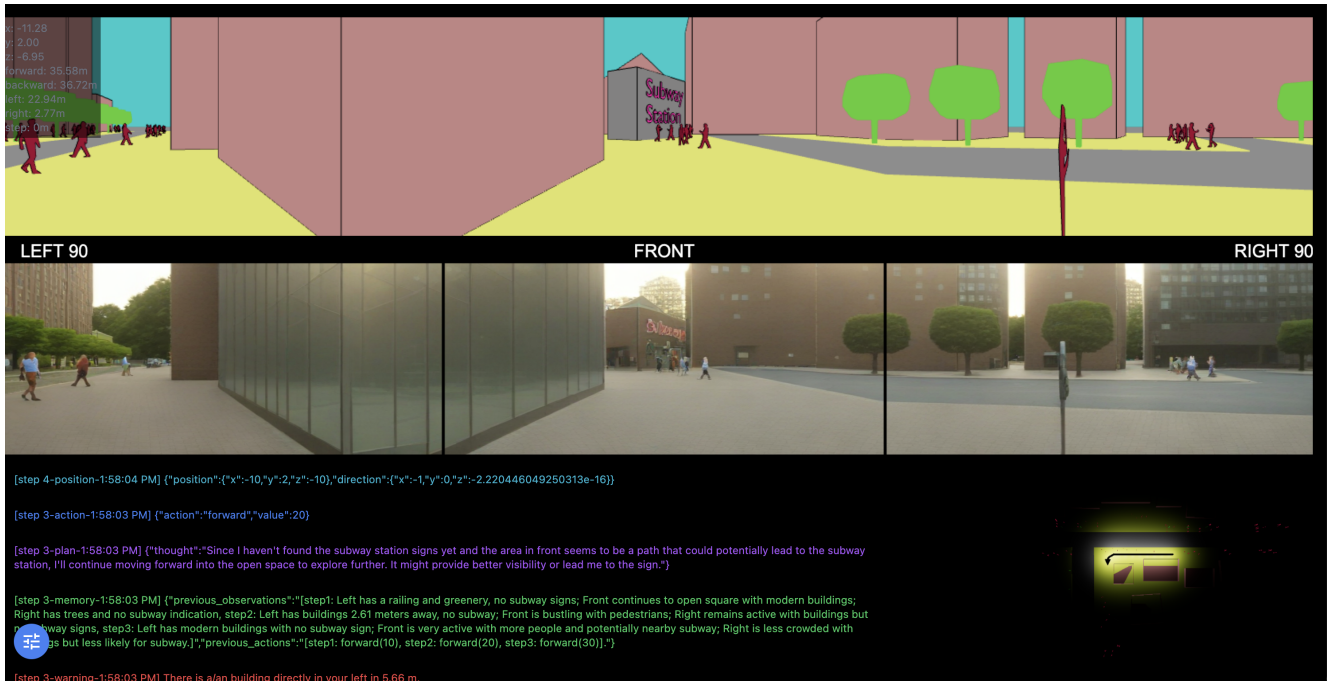 x: -11.28
y: 2.00
z: -6.95
forward: 35.58m
backward: 36.72m
left: 22.94m
right: 2.77m
step: 0m
Subway
Station
LEFT 90
FRONT
RIGHT 90
[step 4-position-1:58:04 PM] {"position":{"x":-10,"y":2,"z":-10},"direction":{"x":-1,"y":0,"z":-2.220446049250313e-16}}
[step 3-action-1:58:03 PM] {"action":"forward","value":20}
[step 3-plan-1:58:03 PM] {"thought":"Since I haven't found the subway station signs yet and the area in front seems to be a path that could potentially lead to the subway
station, I'll continue moving forward into the open space to explore further. It might provide better visibility or lead me to the sign."}
[step 3-memory-1:58:03 PM] {"previous_observations":"[step1: Left has a railing and greenery, no subway signs; Front continues to open square with modern buildings;
Right has trees and no subway indication, step2: Left has buildings 2.61 meters away, no subway; Front is bustling with pedestrians; Right remains active with buildings but
subway signs, step3: Left has modern buildings with no subway sign; Front is very active with more people and potentially nearby subway; Right is less crowded with
but less likely for subway.]","previous_actions":"[step1: forward(10), step2: forward(20), step3: forward(30)]."}
[step 3-warning-1:58:03 PM] There is a/an building directly in your left in 5.66 m.